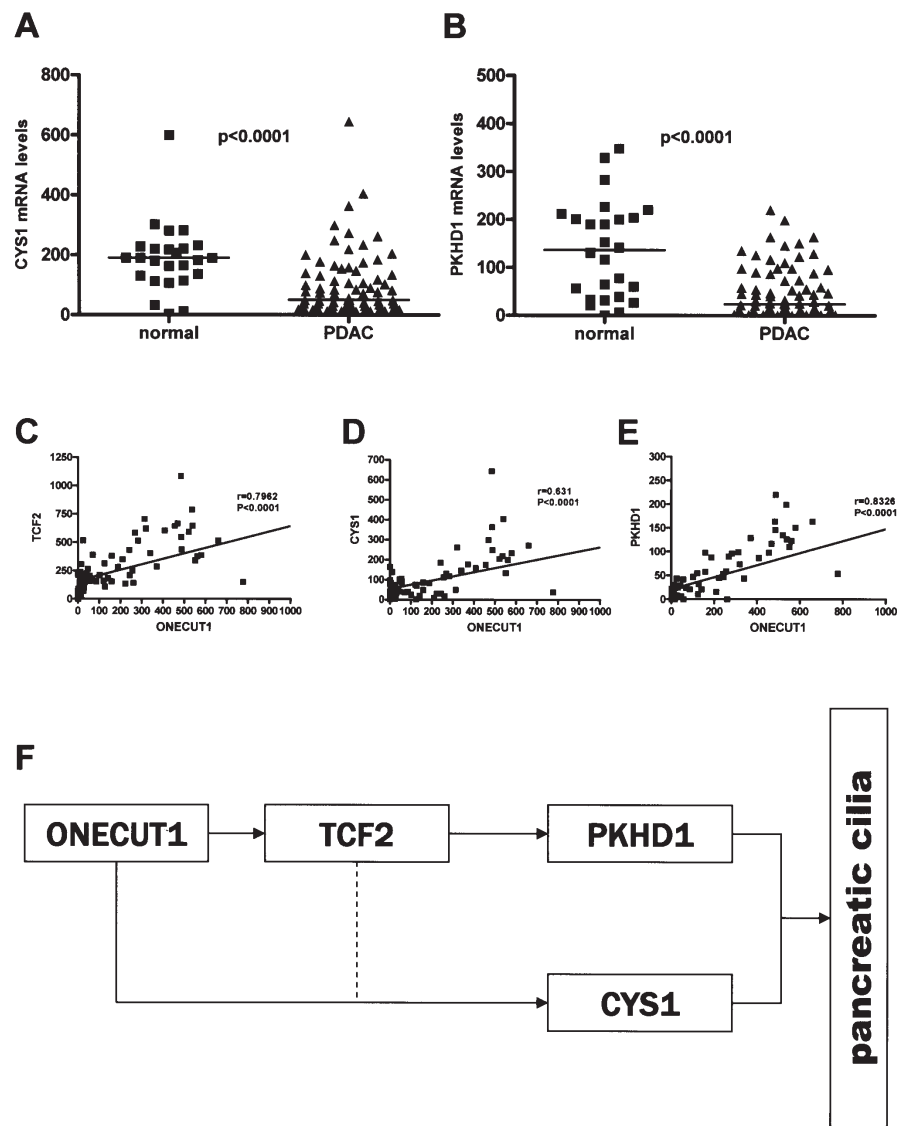 A
CYS1 mRNA levels
800
600
400
200
0
p<0.0001
normal
PDAC
B
PKHD1 mRNA levels
500
400
300
200
100
0
p<0.0001
normal
PDAC
C
TCF2
1250
1000
750
500
250
0
r=0.7962
P<0.0001
0 100 200 300 400 500 600 700 800 900 1000
ONECUT1
D
CYS1
700
600
500
400
300
200
100
0
r=0.631
P<0.0001
0 100 200 300 400 500 600 700 800 900 1000
ONECUT1
E
PKHD1
300
250
200
150
100
50
0
r=0.8326
P<0.0001
0 200 400 600 800 1000
ONECUT1
F
ONECUT1
TCF2
PKHD1
CYS1
pancreatic cilia